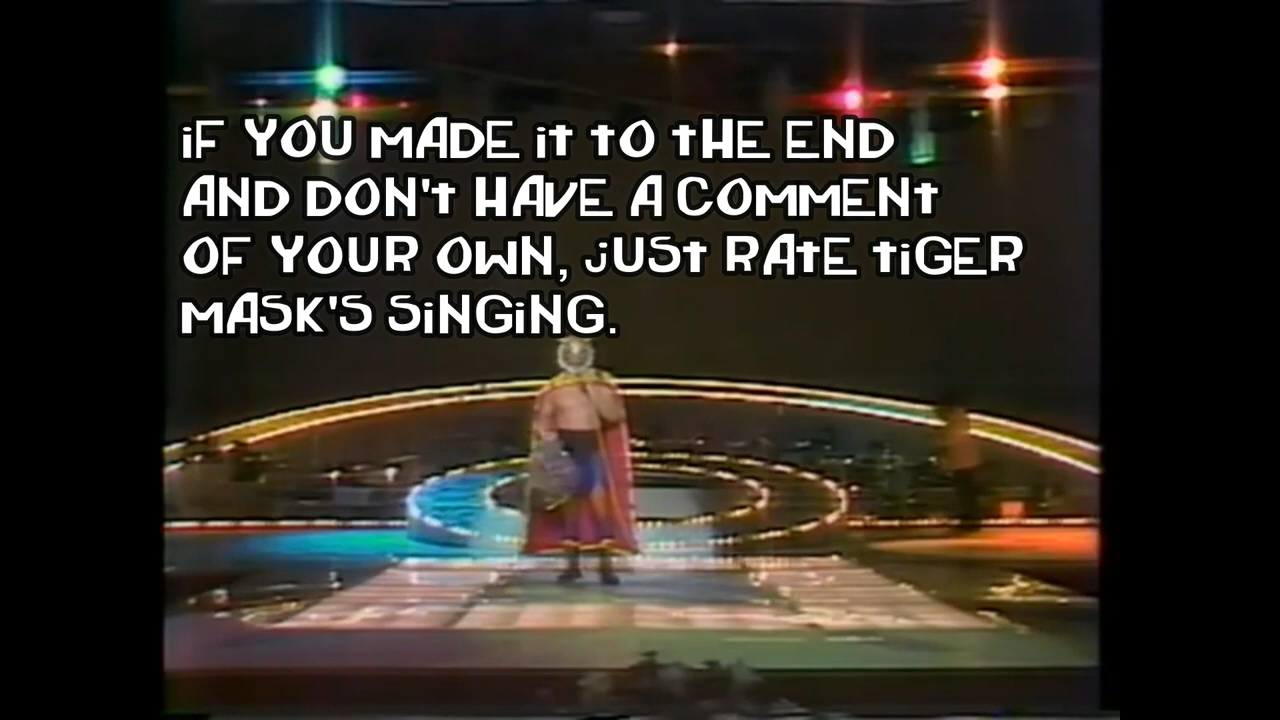 iF YOU MADE it tO tHE END
AND DON't HAVE A COMMENt
OF YOUR OWN, jUSt RAtE tiGER
MASK'S SiNGiNG.